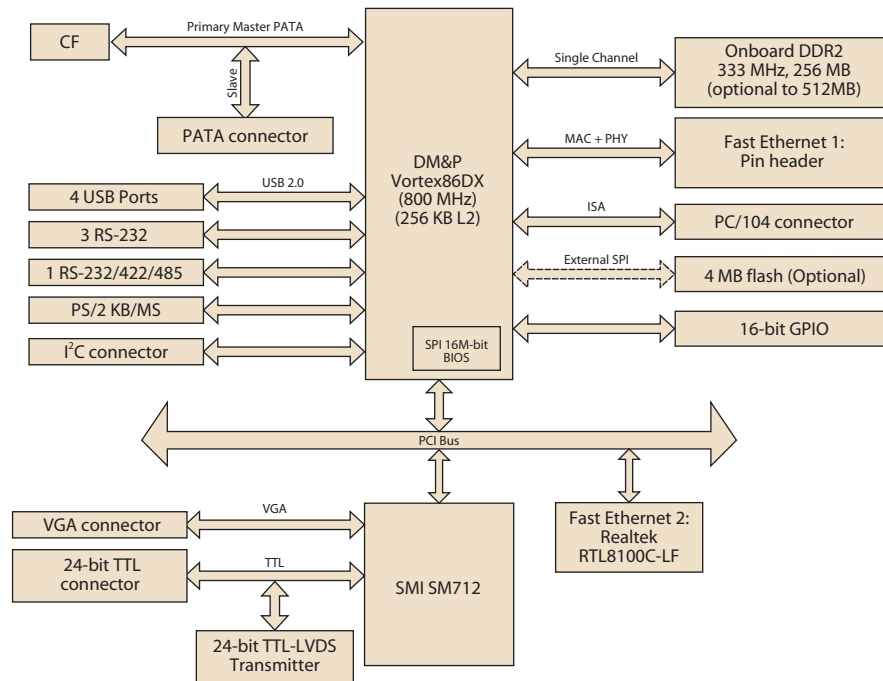 CF
Primary Master PATA
Slave
PATA connector
4 USB Ports
USB 2.0
3 RS-232
1 RS-232/422/485
PS/2 KB/MS
I²C connector
DM&P
Vortex86DX
(800 MHz)
(256 KB L2)
SPI 16M-bit
BIOS
Single Channel
Onboard DDR2
333 MHz, 256 MB
(optional to 512MB)
MAC + PHY
Fast Ethernet 1:
Pin header
ISA
PC/104 connector
External SPI
4 MB flash (Optional)
16-bit GPIO
PCI Bus
VGA connector
VGA
24-bit TTL
connector
TTL
24-bit TTL-LVDS
Transmitter
SMI SM712
Fast Ethernet 2:
Realtek
RTL8100C-LF